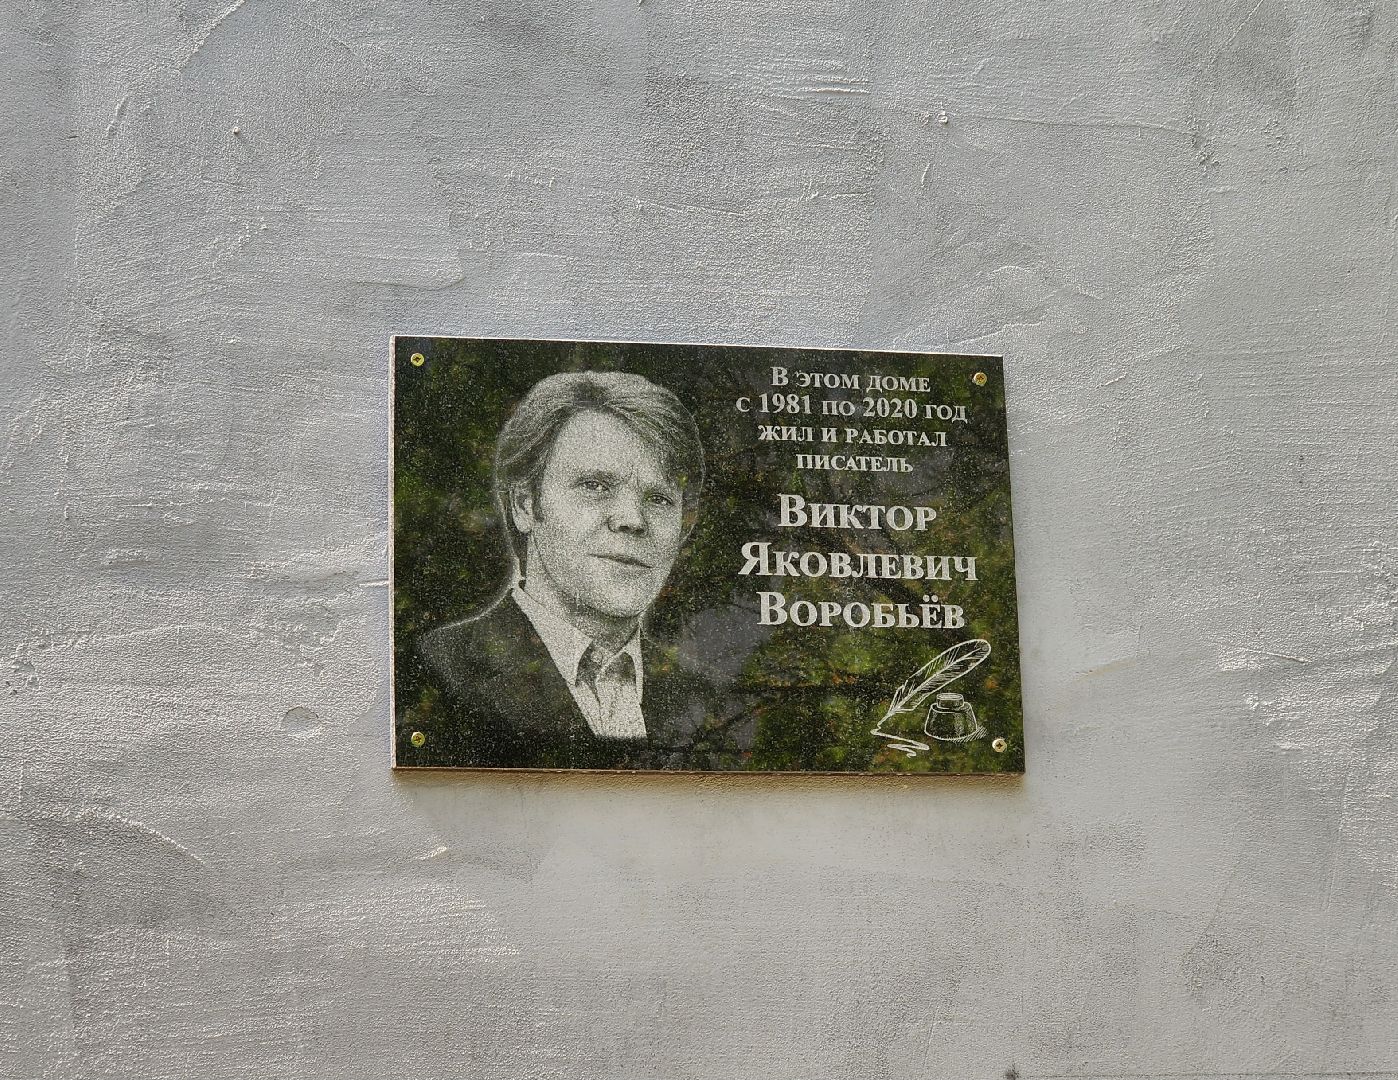 В ЭТОМ ДОМЕ
С 1981 ПО 2020 ГОД
ЖИЛ И РАБОТАЛ
ПИСАТЕЛЬ
ВИКТОР
ЯКОВЛЕВИЧ
ВОРОБЬЁВ